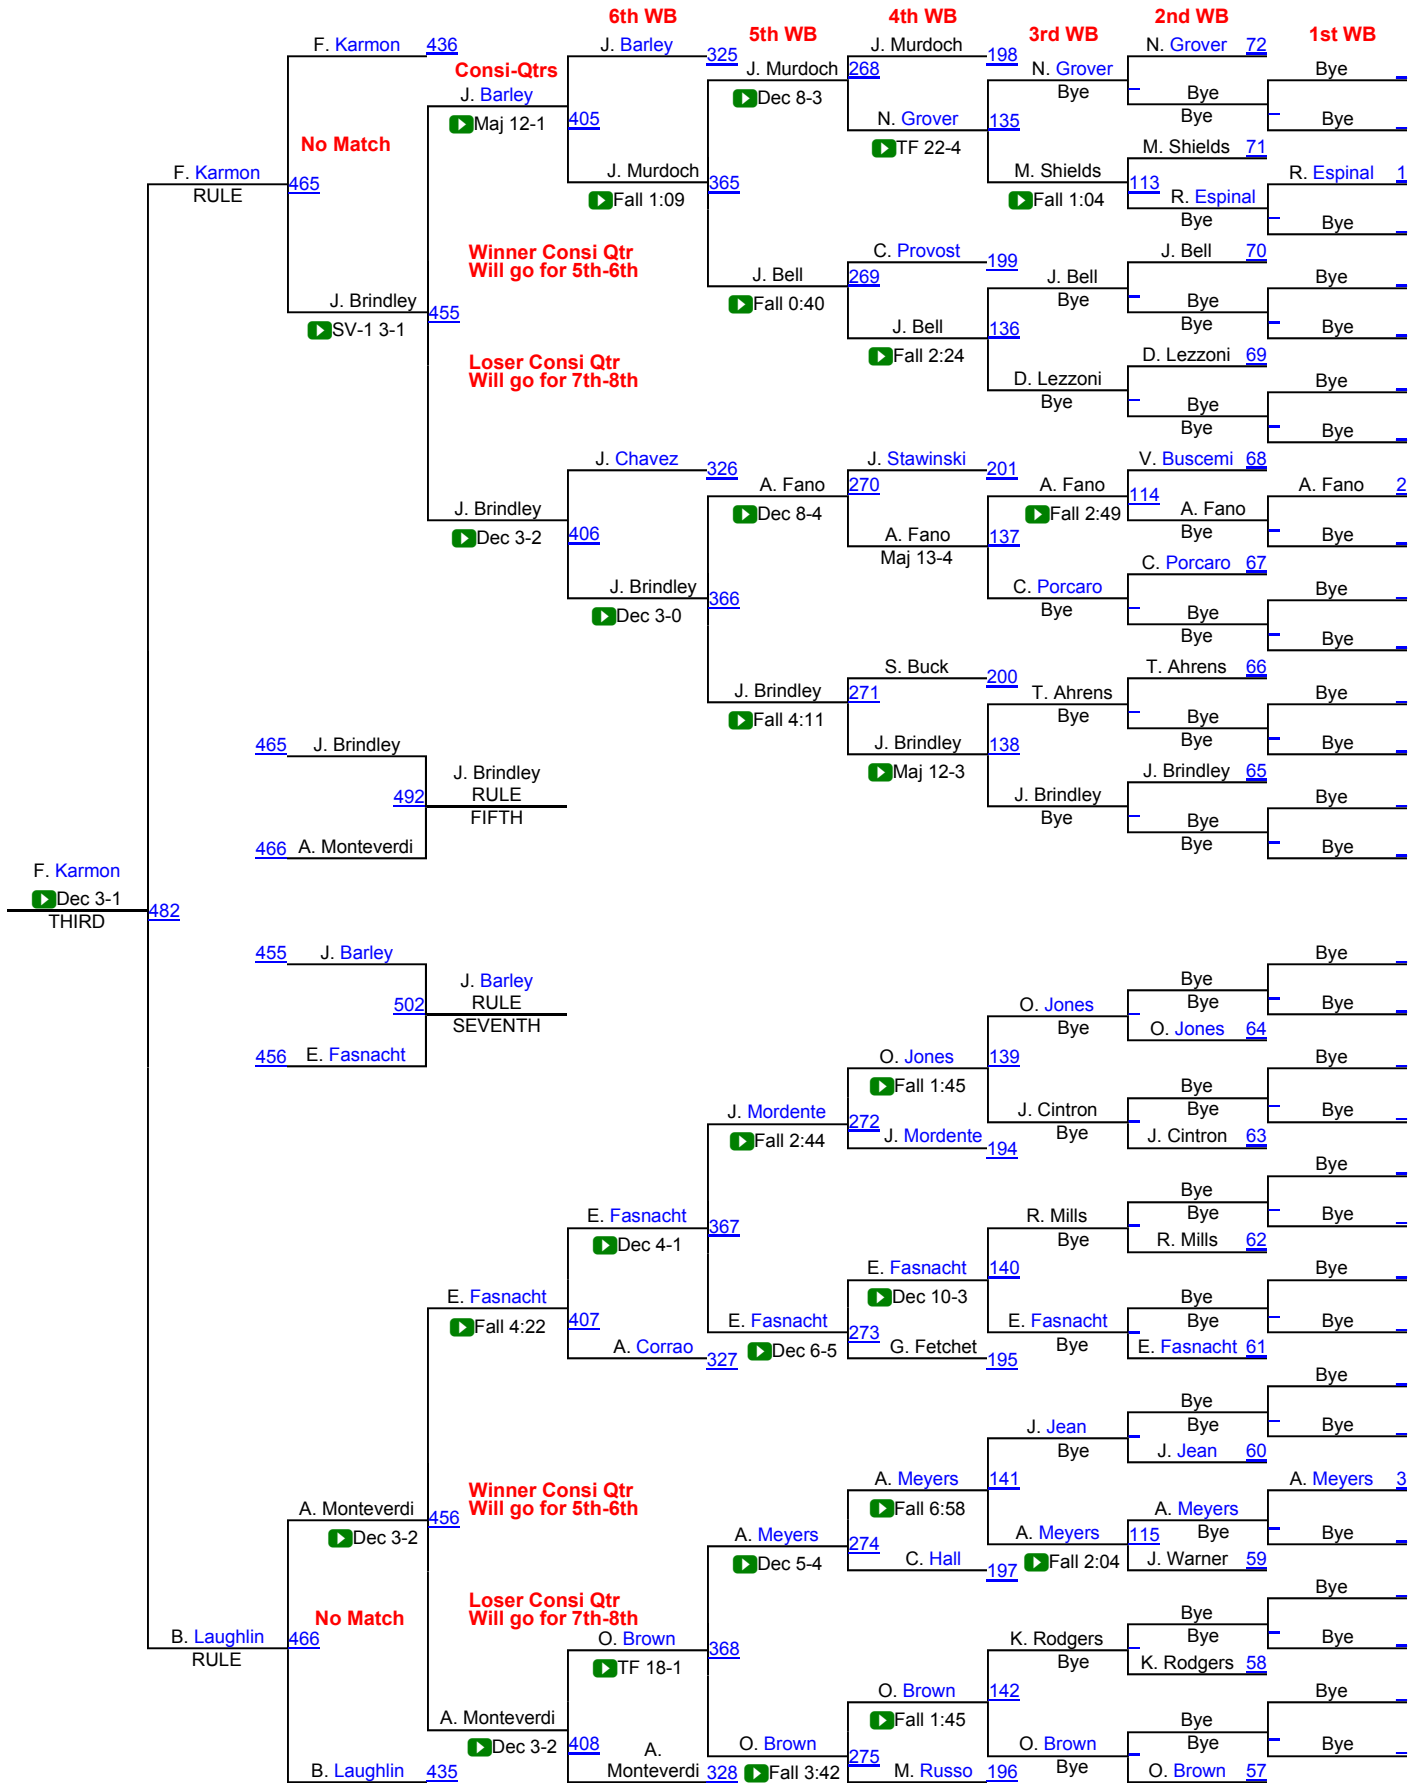 6th WB
5th WB
4th WB
3rd WB
2nd WB
1st WB
F. Karmon 436
J. Barley 325
J. Murdoch 198
N. Grover 72
Bye
Consi-Qtrs
J. Murdoch 268
N. Grover
Bye
Bye
J. Barley
Dec 8-3
Bye
Bye
Maj 12-1
405
N. Grover 135
Bye
No Match
TF 22-4
M. Shields 71
F. Karmon
J. Murdoch 365
M. Shields 113
R. Espinal 1
RULE
465
Fall 1:09
Fall 1:04
R. Espinal
Bye
Bye
Winner Consi Qtr
Will go for 5th-6th
C. Provost 199
J. Bell 70
J. Bell 269
J. Bell
Bye
Bye
Bye
J. Brindley
Fall 0:40
Bye
Bye
SV-1 3-1
455
J. Bell 136
Fall 2:24
Loser Consi Qtr
Will go for 7th-8th
D. Lezzoni 69
D. Lezzoni
Bye
Bye
Bye
Bye
Bye
J. Chavez 326
J. Stawinski 201
V. Buscemi 68
A. Fano 270
A. Fano 114
A. Fano 2
J. Brindley
Dec 8-4
Fall 2:49
A. Fano
Bye
Bye
Dec 3-2
406
A. Fano 137
Maj 13-4
C. Porcaro 67
J. Brindley 366
C. Porcaro
Bye
Bye
Bye
Dec 3-0
Bye
Bye
S. Buck 200
T. Ahrens 66
J. Brindley 271
T. Ahrens
Bye
Bye
Bye
Fall 4:11
Bye
Bye
465 J. Brindley
J. Brindley 138
Maj 12-3
J. Brindley
RULE
492
FIFTH
J. Brindley 65
J. Brindley
Bye
Bye
Bye
466 A. Monteverdi
Bye
Bye
F. Karmon
Dec 3-1
THIRD
482
455 J. Barley
Bye
J. Barley
RULE
502
SEVENTH
Bye
Bye
Bye
O. Jones
Bye
O. Jones 64
456 E. Fasnacht
O. Jones 139
Fall 1:45
Bye
Bye
Bye
Bye
J. Mordente 272
J. Cintron
Bye
Fall 2:44
J. Mordente 194
J. Cintron 63
Bye
Bye
Bye
Bye
E. Fasnacht 367
R. Mills
Bye
Dec 4-1
R. Mills 62
E. Fasnacht 140
Dec 10-3
Bye
E. Fasnacht
Fall 4:22
407
Bye
Bye
Bye
E. Fasnacht 273
E. Fasnacht
Bye
A. Corrao 327
Dec 6-5
G. Fetchet 195
E. Fasnacht 61
Bye
Bye
Bye
Bye
J. Jean
Bye
J. Jean 60
Winner Consi Qtr
Will go for 5th-6th
A. Meyers 141
Fall 6:58
A. Meyers 3
A. Monteverdi
Dec 3-2
456
A. Meyers
Bye
Bye
A. Meyers 274
A. Meyers 115
Dec 5-4
C. Hall 197
Fall 2:04
J. Warner 59
Loser Consi Qtr
Will go for 7th-8th
No Match
Bye
Bye
Bye
Bye
B. Laughlin
RULE
466
O. Brown 368
K. Rodgers
Bye
TF 18-1
K. Rodgers 58
O. Brown 142
Fall 1:45
Bye
A. Monteverdi
Dec 3-2
408
Bye
Bye
Bye
A.
Monteverdi 328
O. Brown 275
O. Brown
Bye
Fall 3:42
B. Laughlin 435
M. Russo 196
O. Brown 57